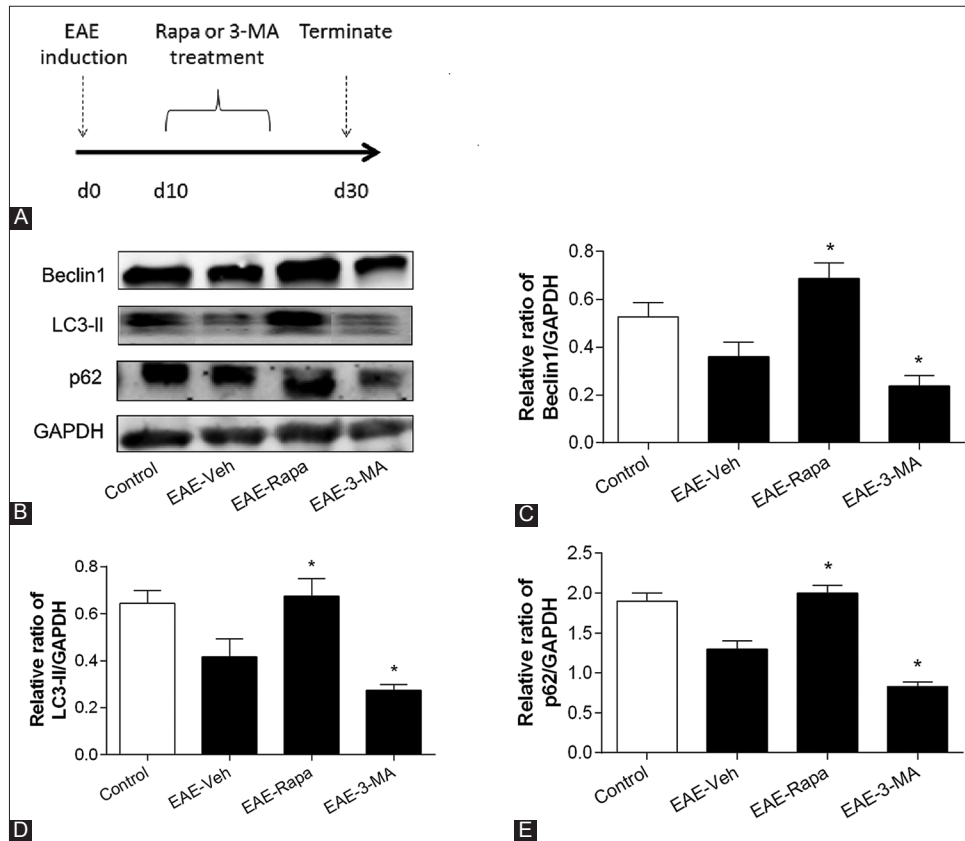 EAE induction
Rapa or 3-MA treatment
Terminate
d0
d10
d30
A
Beclin1
LC3-II
p62
GAPDH
Control
EAE-Veh
EAE-Rapa
EAE-3-MA
B
Relative ratio of
Beclin1/GAPDH
0.8
0.6
0.4
0.2
0.0
*
*
Control
EAE-Veh
EAE-Rapa
EAE-3-MA
C
Relative ratio of
LC3-II/GAPDH
0.8
0.6
0.4
0.2
0.0
*
*
Control
EAE-Veh
EAE-Rapa
EAE-3-MA
D
Relative ratio of
p62/GAPDH
2.5
2.0
1.5
1.0
0.5
0.0
*
*
Control
EAE-Veh
EAE-Rapa
EAE-3-MA
E